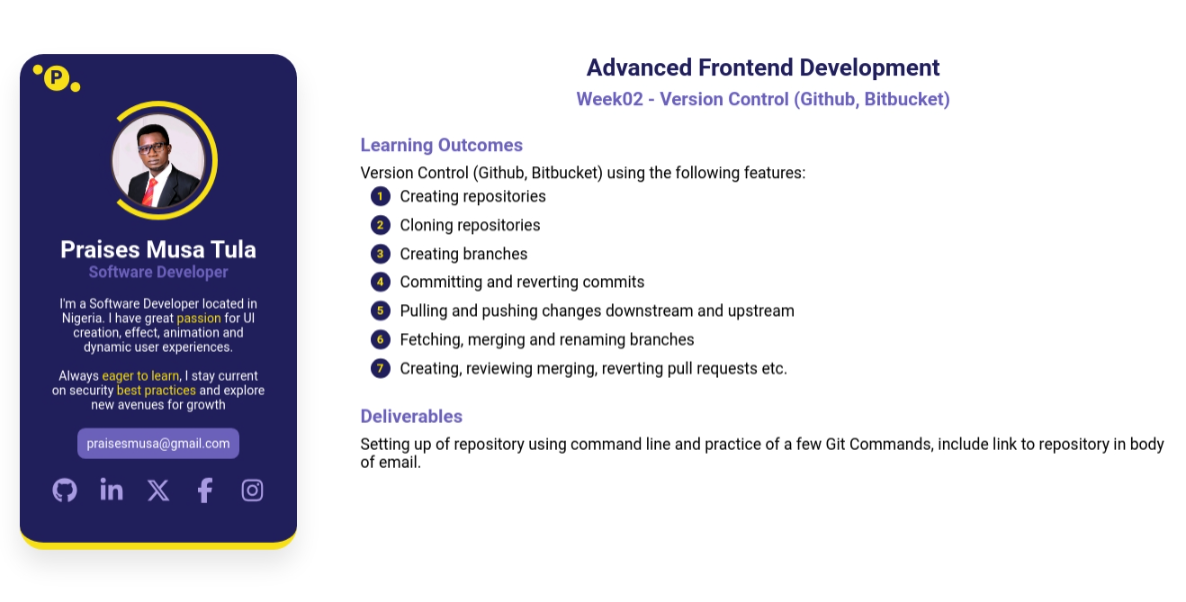 P
Praises Musa Tula
Software Developer
I'm a Software Developer located in
Nigeria. I have great passion for UI
creation, effect, animation and
dynamic user experiences.
Always eager to learn, I stay current
on security best practices and explore
new avenues for growth
praisesmusa@gmail.com
Advanced Frontend Development
Week02 - Version Control (Github, Bitbucket)
Learning Outcomes
Version Control (Github, Bitbucket) using the following features:
1 Creating repositories
2 Cloning repositories
3 Creating branches
4 Committing and reverting commits
5 Pulling and pushing changes downstream and upstream
6 Fetching, merging and renaming branches
7 Creating, reviewing merging, reverting pull requests etc.
Deliverables
Setting up of repository using command line and practice of a few Git Commands, include link to repository in body
of email.